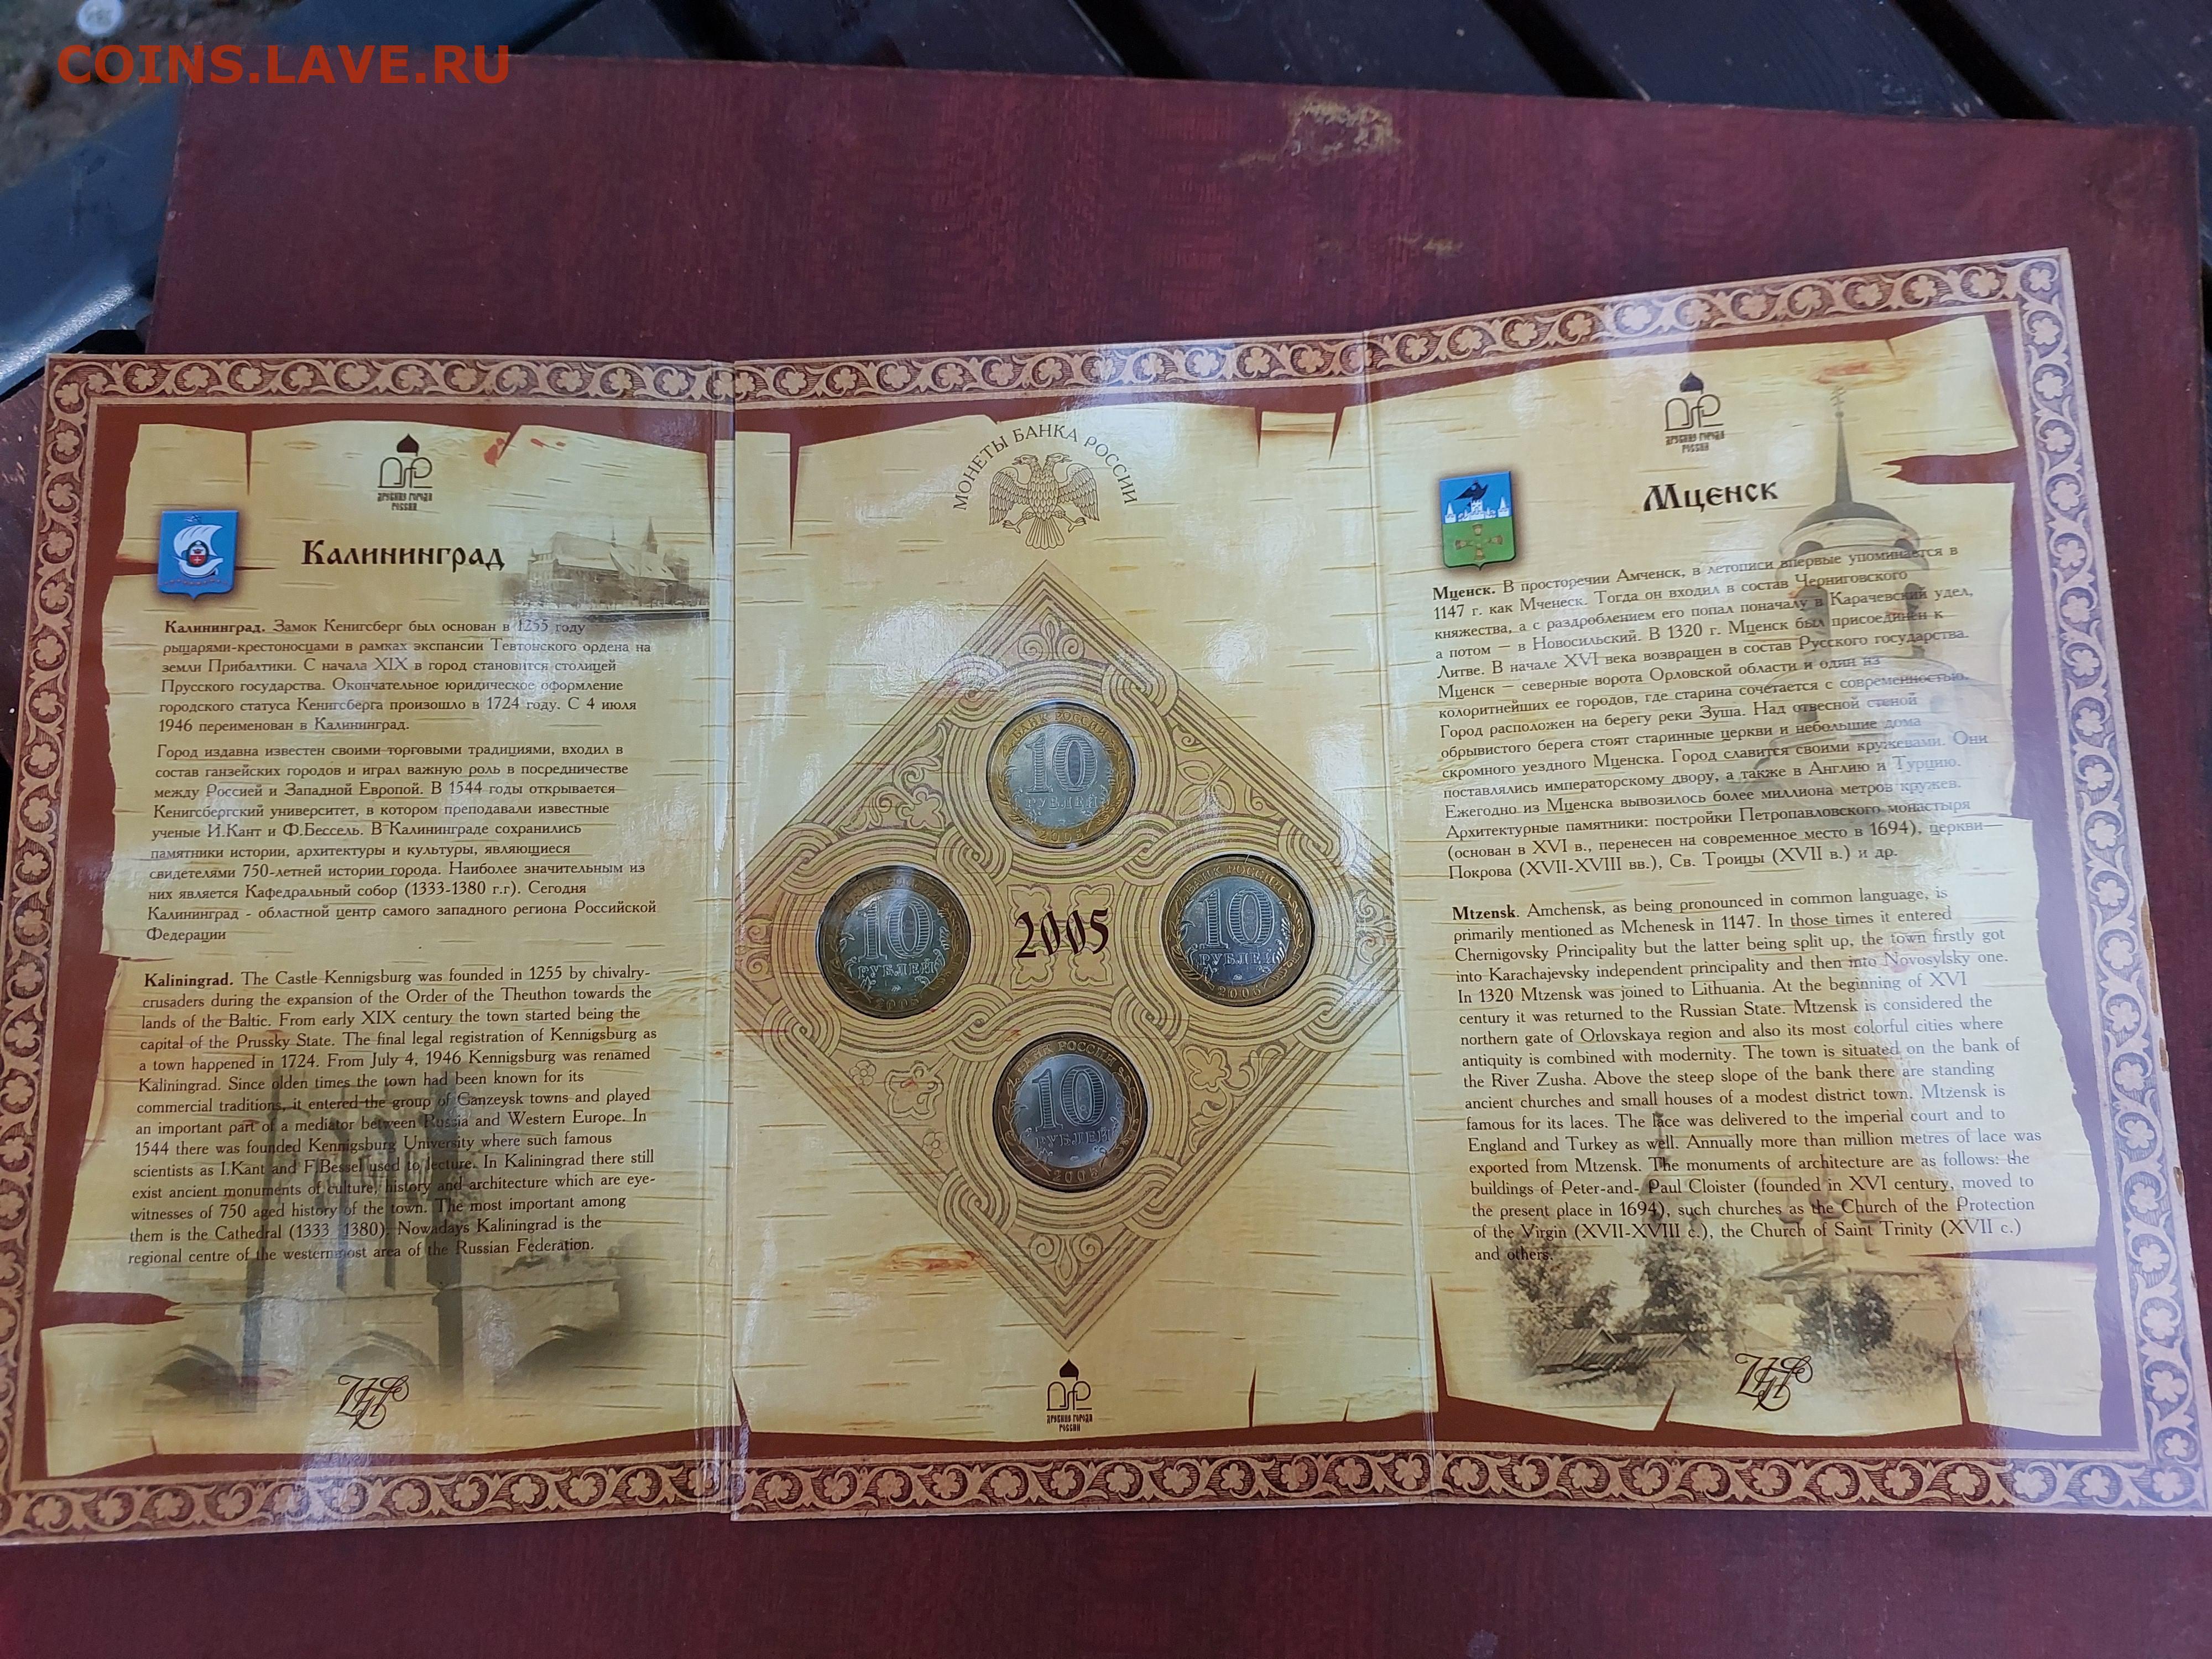 COINS.LAVE.RU
ДРЕВНИЕ ГОРОДА
РОССИИ
Калининград
Калининград. Замок Кенигсберг был основан в 1255 году
рыцарями-крестоносцами в рамках экспансии Тевтонского ордена на
земли Прибалтики. С начала XIX в город становится столицей
Прусского государства. Окончательное юридическое оформление
городского статуса Кенигсберга произошло в 1724 году. С 4 июля
1946 переименован в Калининград.
Город издавна известен своими торговыми традициями, входил в
состав ганзейских городов и играл важную роль в посредничестве
между Россией и Западной Европой. В 1544 годы открывается
Кенигсбергский университет, в котором преподавали известные
ученые И.Кант и Ф.Бессель. В Калининграде сохранились
памятники истории, архитектуры и культуры, являющиеся
свидетелями 750-летней истории города. Наиболее значительным из
них является Кафедральный собор (1333-1380 г.г). Сегодня
Калининград - областной центр самого западного региона Российской
Федерации
Kaliningrad. The Castle Kennigsburg was founded in 1255 by chivalry-
crusaders during the expansion of the Order of the Theuthon towards the
lands of the Baltic. From early XIX century the town started being the
capital of the Prussky State. The final legal registration of Kennigsburg as
a town happened in 1724. From July 4, 1946 Kennigsburg was renamed
Kaliningrad. Since olden times the town had been known for its
commercial traditions, it entered the group of Ganzeysk towns and played
an important part of a mediator between Russia and Western Europe. In
1544 there was founded Kennigsburg University where such famous
scientists as I.Kant and F.Bessel used to lecture. In Kaliningrad there still
exist ancient monuments of culture, history and architecture which are eye-
witnesses of 750 aged history of the town. The most important among
them is the Cathedral (1333 1380). Nowadays Kaliningrad is the
regional centre of the westernmost area of the Russian Federation.
МОНЕТЫ БАНКА РОССИИ
БАНК РОССИИ
10
РУБЛЕЙ
2005
БАНК РОССИИ
10
РУБЛЕЙ
2005
2005
БАНК РОССИИ
10
РУБЛЕЙ
2005
БАНК РОССИИ
10
РУБЛЕЙ
2005
ДРЕВНИЕ ГОРОДА
РОССИИ
ДРЕВНИЕ ГОРОДА
РОССИИ
Мценск
Мценск. В просторечии Амченск, в летописи впервые упоминается в
1147 г. как Мченеск. Тогда он входил в состав Черниговского
княжества, а с раздроблением его попал поначалу в Карачевский удел,
а потом — в Новосильский. В 1320 г. Мценск был присоединен к
Литве. В начале XVI века возвращен в состав Русского государства.
Мценск — северные ворота Орловской области и один из
колоритнейших ее городов, где старина сочетается с современностью.
Город расположен на берегу реки Зуша. Над отвесной стеной
обрывистого берега стоят старинные церкви и небольшие дома
скромного уездного Мценска. Город славится своими кружевами. Они
поставлялись императорскому двору, а также в Англию и Турцию.
Ежегодно из Мценска вывозилось более миллиона метров кружев.
Архитектурные памятники: постройки Петропавловского монастыря
(основан в XVI в., перенесен на современное место в 1694), церкви—
Покрова (XVII-XVIII вв.), Св. Троицы (XVII в.) и др.
Mtzensk. Amchensk, as being pronounced in common language, is
primarily mentioned as Mchenesk in 1147. In those times it entered
Chernigovsky Principality but the latter being split up, the town firstly got
into Karachajevsky independent principality and then into Novosylsky one.
In 1320 Mtzensk was joined to Lithuania. At the beginning of XVI
century it was returned to the Russian State. Mtzensk is considered the
northern gate of Orlovskaya region and also its most colorful cities where
antiquity is combined with modernity. The town is situated on the bank of
the River Zusha. Above the steep slope of the bank there are standing
ancient churches and small houses of a modest district town. Mtzensk is
famous for its laces. The lace was delivered to the imperial court and to
England and Turkey as well. Annually more than million metres of lace was
exported from Mtzensk. The monuments of architecture are as follows: the
buildings of Peter-and- Paul Cloister (founded in XVI century, moved to
the present place in 1694), such churches as the Church of the Protection
of the Virgin (XVII-XVIII c.), the Church of Saint Trinity (XVII c.)
and others.